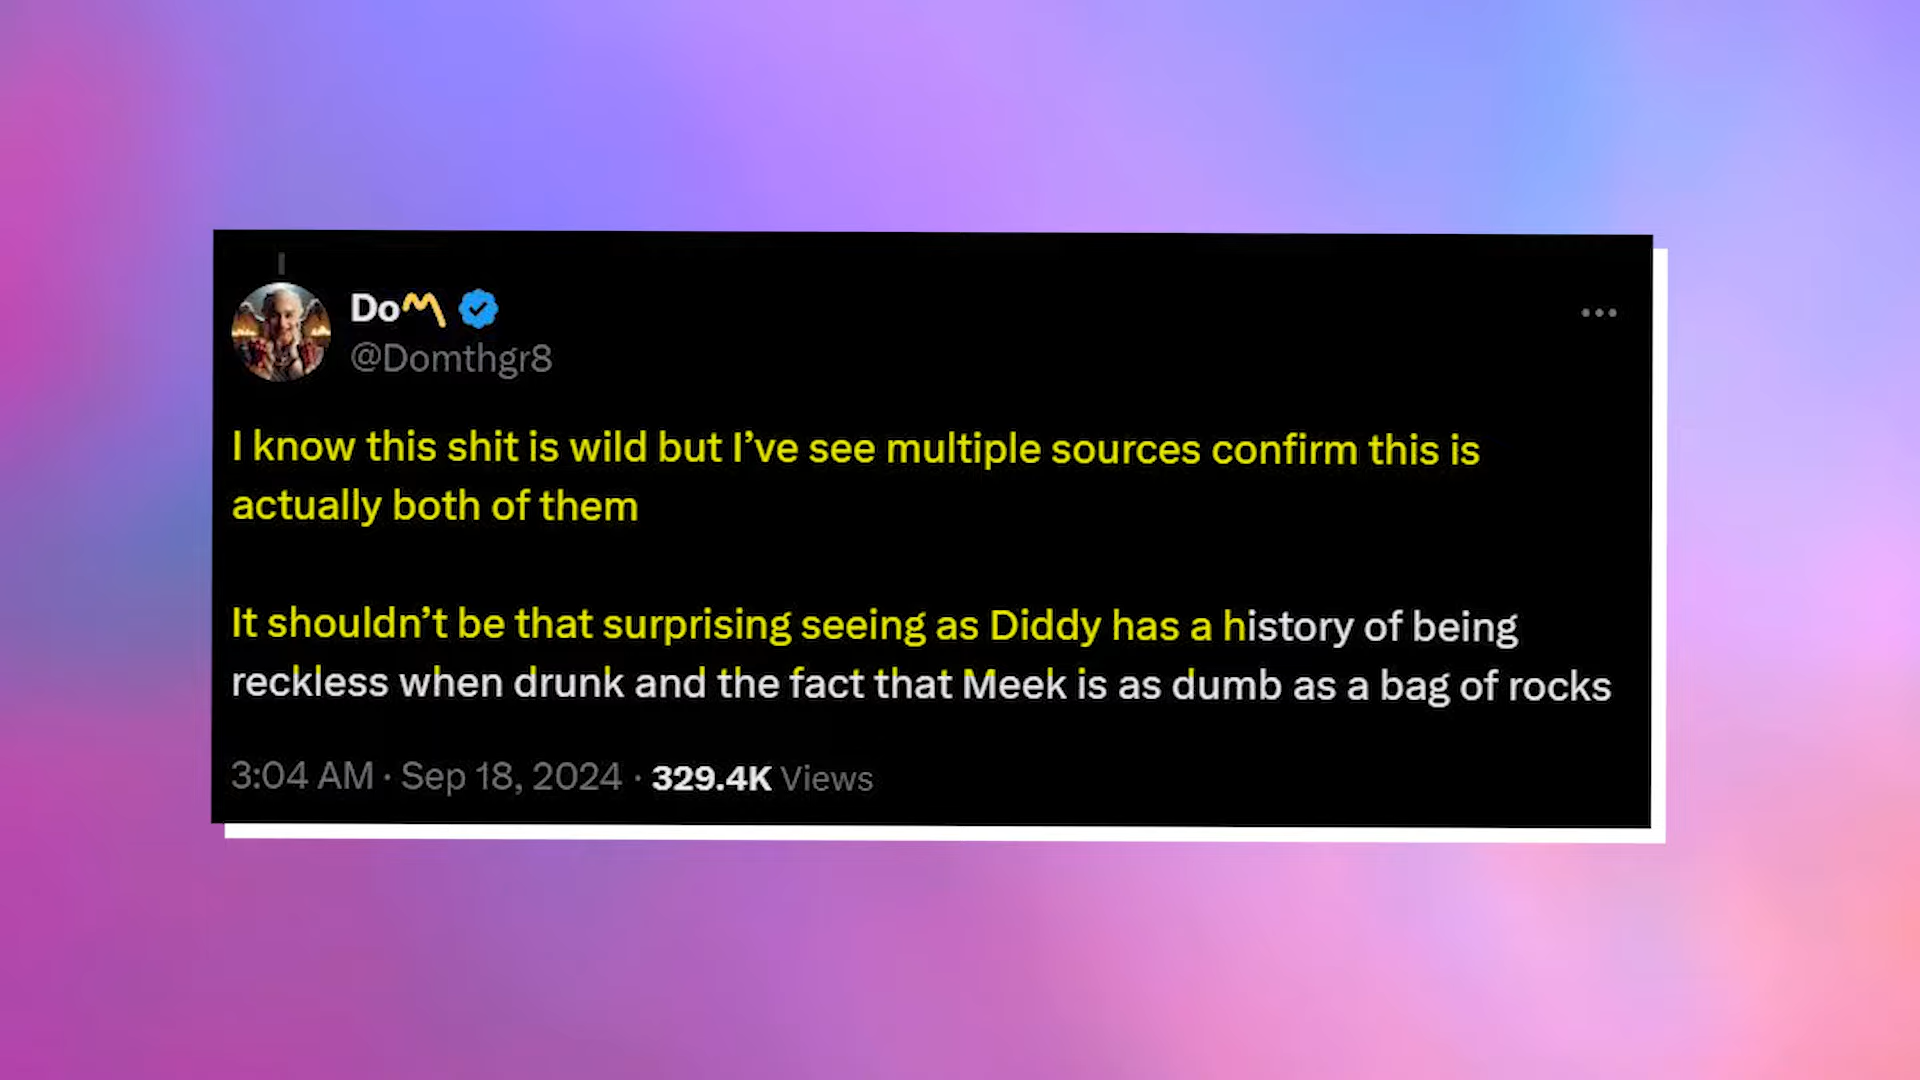 Do〽️
@Domthgr8
I know this shit is wild but I've see multiple sources confirm this is
actually both of them
It shouldn't be that surprising seeing as Diddy has a history of being
reckless when drunk and the fact that Meek is as dumb as a bag of rocks
3:04 AM · Sep 18, 2024 · 329.4K Views